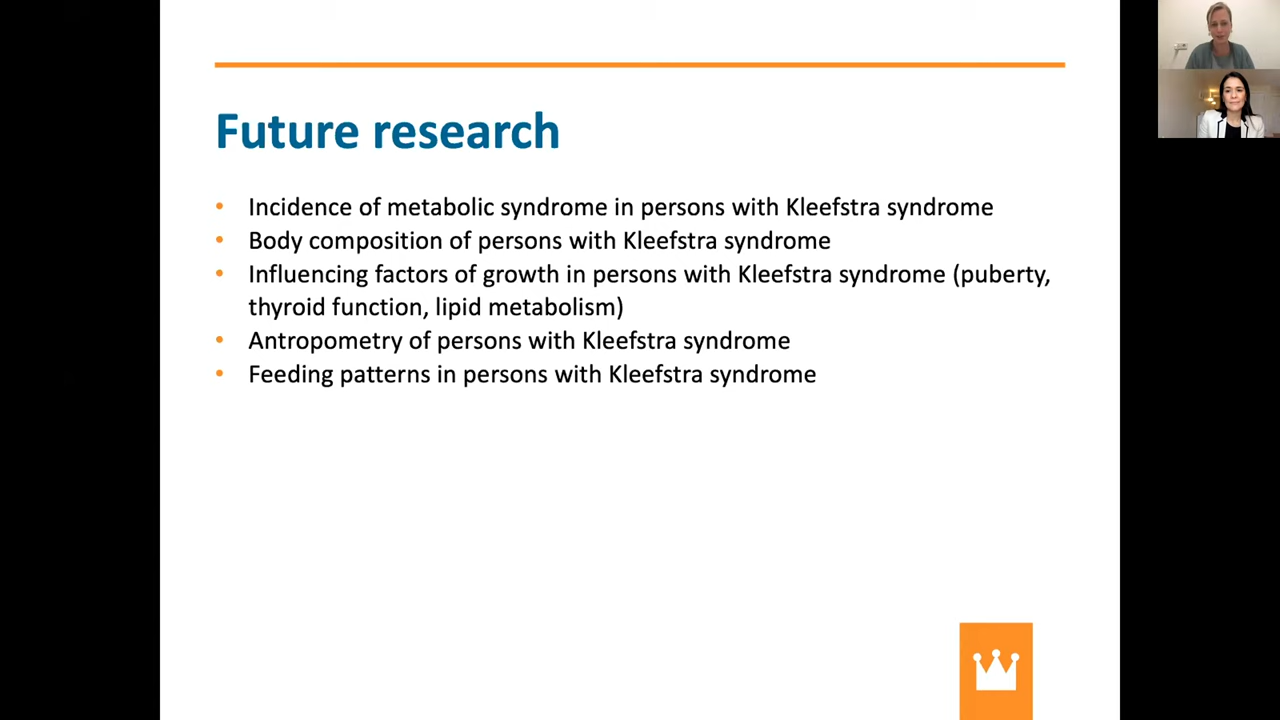 Future research
• Incidence of metabolic syndrome in persons with Kleefstra syndrome
• Body composition of persons with Kleefstra syndrome
• Influencing factors of growth in persons with Kleefstra syndrome (puberty,
thyroid function, lipid metabolism)
• Antropometry of persons with Kleefstra syndrome
• Feeding patterns in persons with Kleefstra syndrome